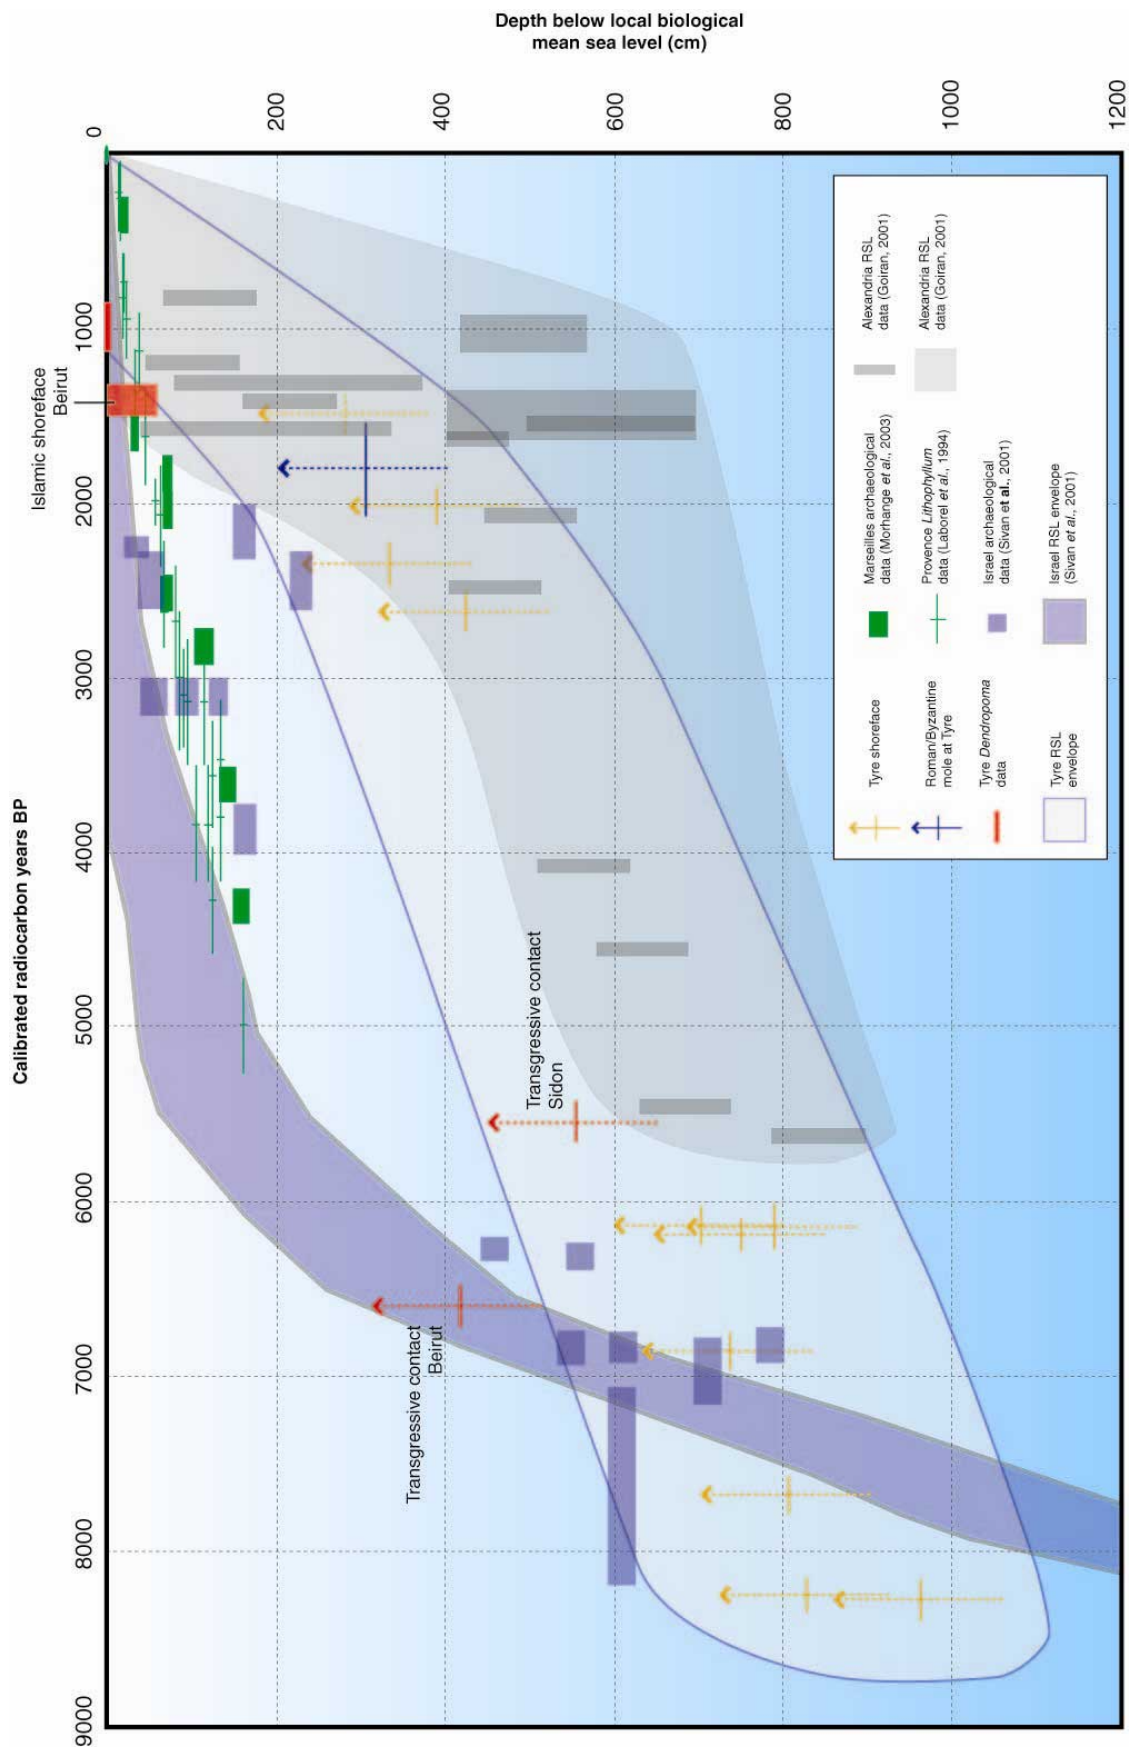 Depth below local biological
mean sea level (cm)
0
200
400
600
800
1000
1200
Islamic shoreface
Beirut
Calibrated radiocarbon years BP
1000
2000
3000
4000
5000
6000
7000
8000
9000
Transgressive contact
Sidon
Transgressive contact
Beirut
Tyre shoreface
Roman/Byzantine
mole at Tyre
Tyre Dendropoma
data
Tyre RSL
envelope
Marseilles archaeological
data (Morhange et al., 2003)
Provence Lithophyllum
data (Laborel et al., 1994)
Israel archaeological
data (Sivan et al., 2001)
Israel RSL envelope
(Sivan et al., 2001)
Alexandria RSL
data (Goiran, 2001)
Alexandria RSL
data (Goiran, 2001)